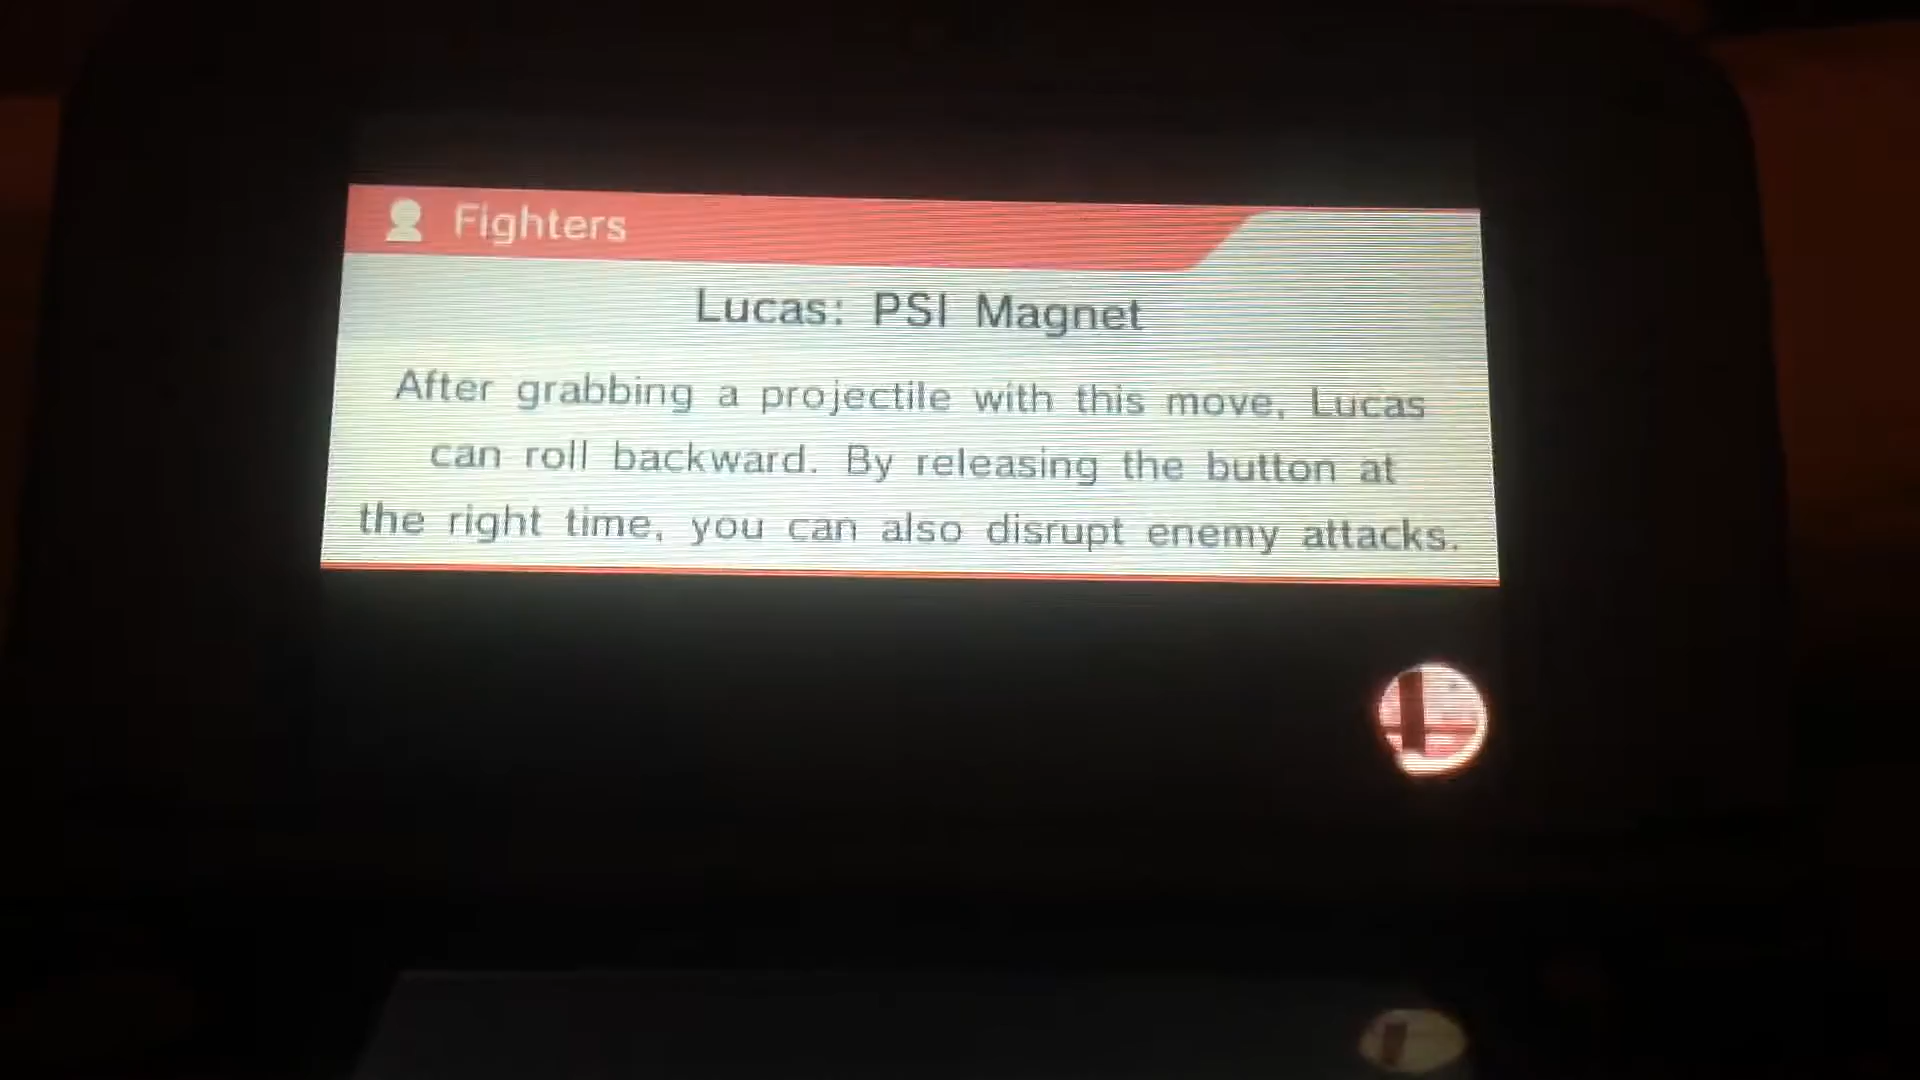 Fighters
Lucas: PSI Magnet
After grabbing a projectile with this move, Lucas
can roll backward. By releasing the button at
the right time, you can also disrupt enemy attacks.